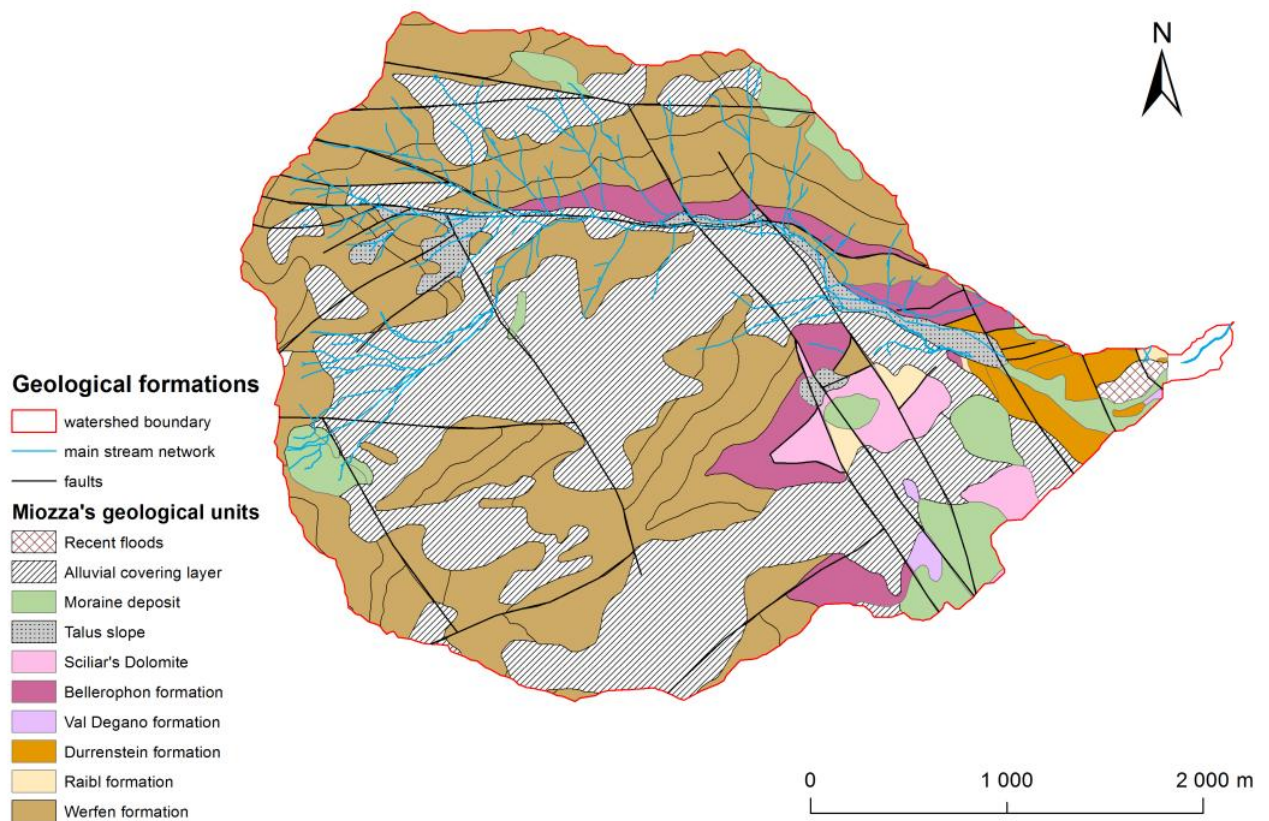 N
Geological formations
watershed boundary
main stream network
faults
Miozza's geological units
Recent floods
Alluvial covering layer
Moraine deposit
Talus slope
Sciliar's Dolomite
Bellerophon formation
Val Degano formation
Durrenstein formation
Raibl formation
Werfen formation
0 1 000 2 000 m